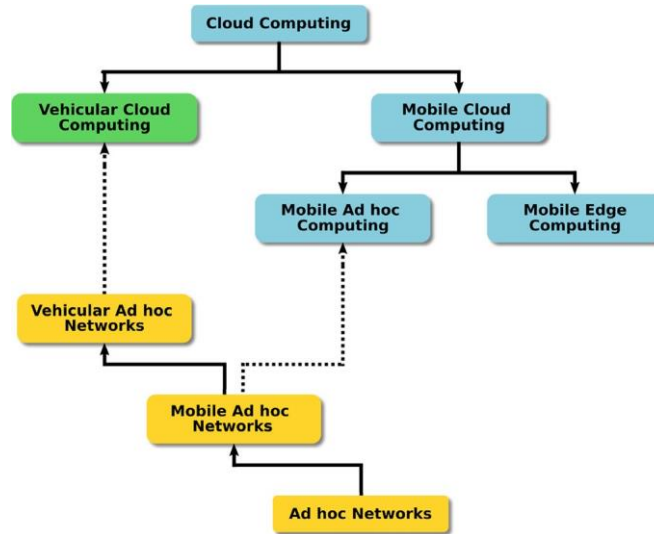 Cloud Computing
Vehicular Cloud
Computing
Mobile Cloud
Computing
Mobile Ad hoc
Computing
Mobile Edge
Computing
Vehicular Ad hoc
Networks
Mobile Ad hoc
Networks
Ad hoc Networks